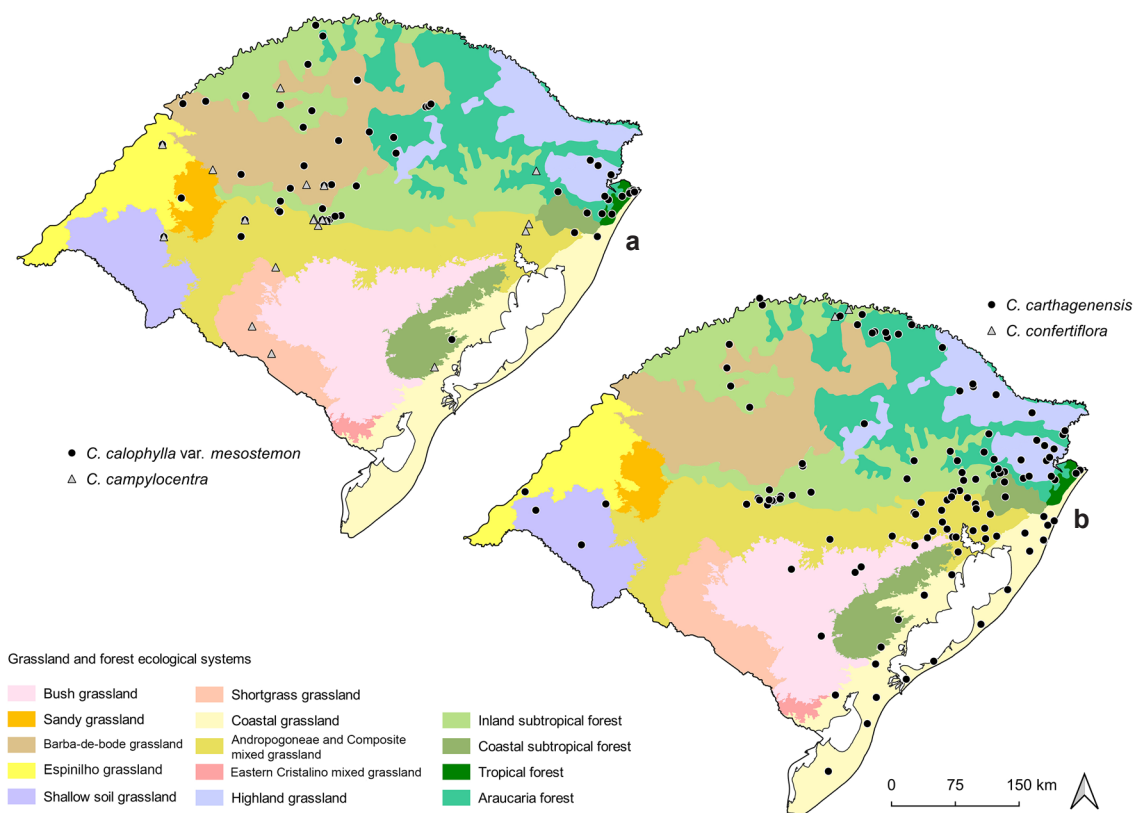 a
C. carthagenensis
C. confertiflora
C. calophylla var. mesostemon
C. campylocentra
b
Grassland and forest ecological systems
Bush grassland
Sandy grassland
Barba-de-bode grassland
Espinilho grassland
Shallow soil grassland
Shortgrass grassland
Coastal grassland
Andropogoneae and Composite
mixed grassland
Eastern Cristalino mixed grassland
Highland grassland
Inland subtropical forest
Coastal subtropical forest
Tropical forest
Araucaria forest
0 75 150 km